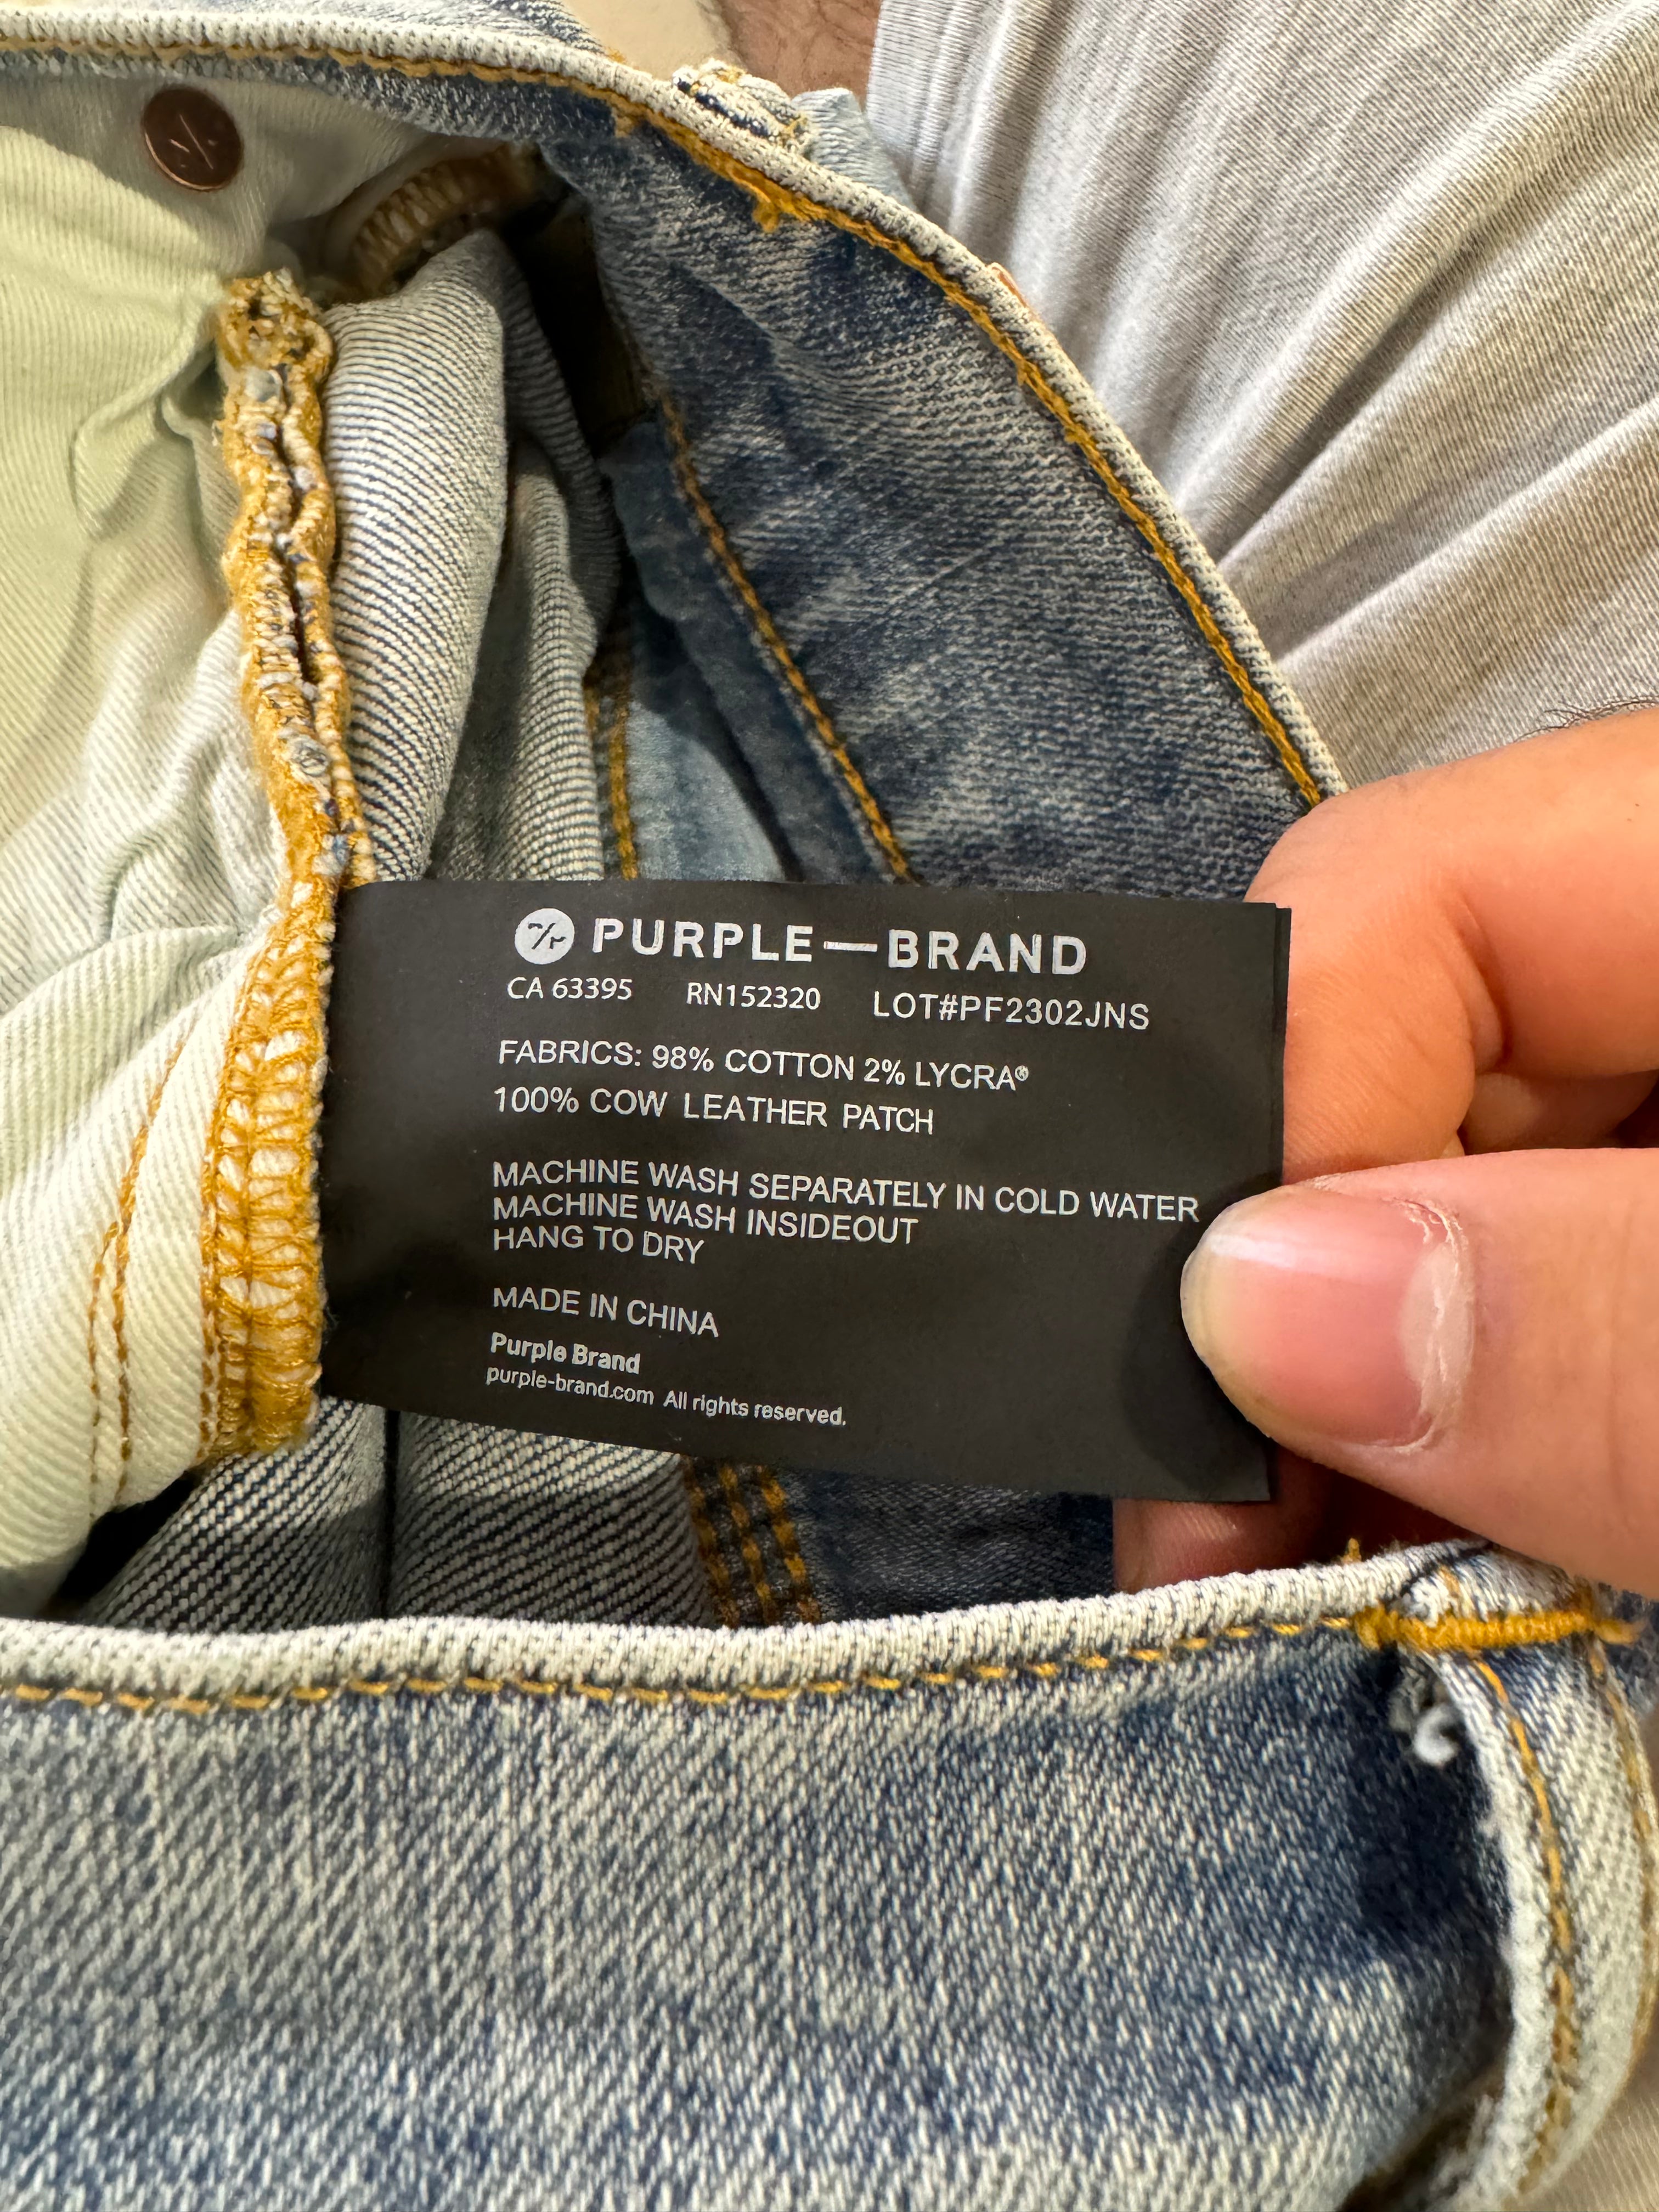 PURPLE—BRAND
CA 63395 RN152320 LOT#PF2302JNS
FABRICS: 98% COTTON 2% LYCRA®
100% COW LEATHER PATCH
MACHINE WASH SEPARATELY IN COLD WATER
MACHINE WASH INSIDEOUT
HANG TO DRY
MADE IN CHINA
Purple Brand
purple-brand.com All rights reserved.